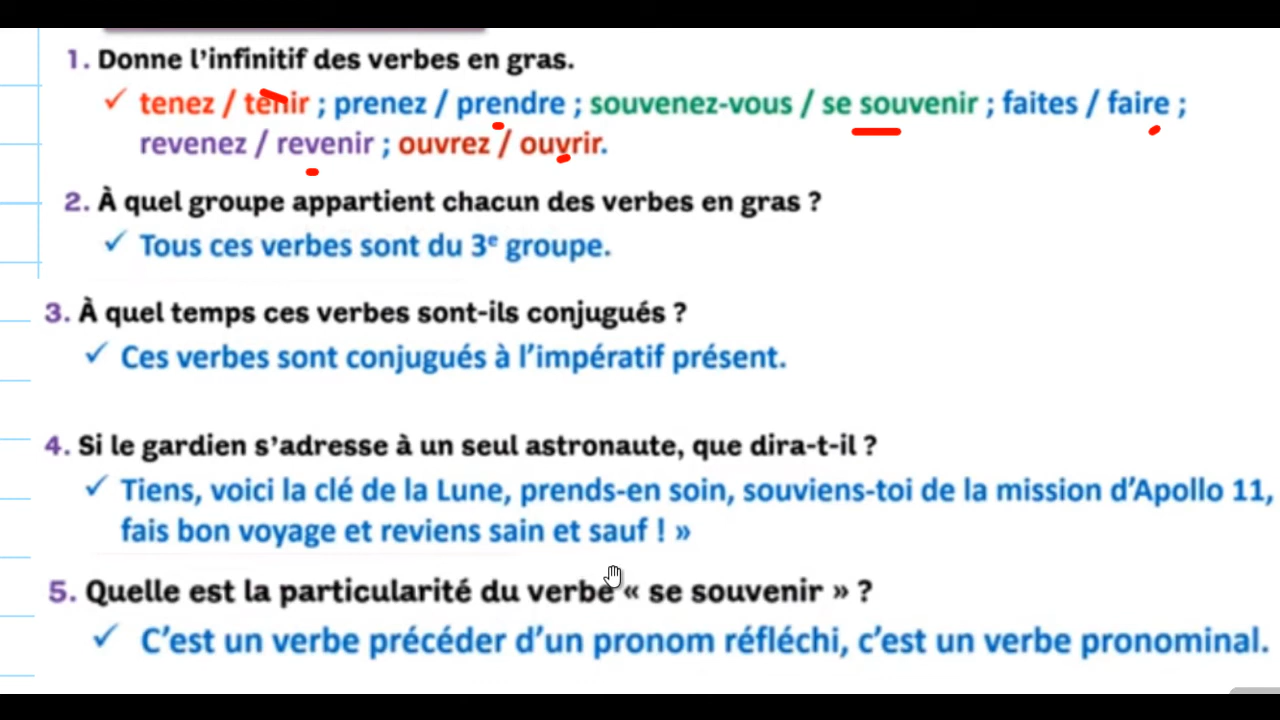 1. Donne l'infinitif des verbes en gras.
✓ tenez / tenir ; prenez / prendre ; souvenez-vous / se souvenir ; faites / faire ;
revenez / revenir ; ouvrez / ouvrir.
2. À quel groupe appartient chacun des verbes en gras ?
✓ Tous ces verbes sont du 3e groupe.
3. À quel temps ces verbes sont-ils conjugués ?
✓ Ces verbes sont conjugués à l'impératif présent.
4. Si le gardien s'adresse à un seul astronaute, que dira-t-il ?
✓ Tiens, voici la clé de la Lune, prends-en soin, souviens-toi de la mission d'Apollo 11,
fais bon voyage et reviens sain et sauf ! »
5. Quelle est la particularité du verbe « se souvenir » ?
✓ C'est un verbe précéder d'un pronom réfléchi, c'est un verbe pronominal.